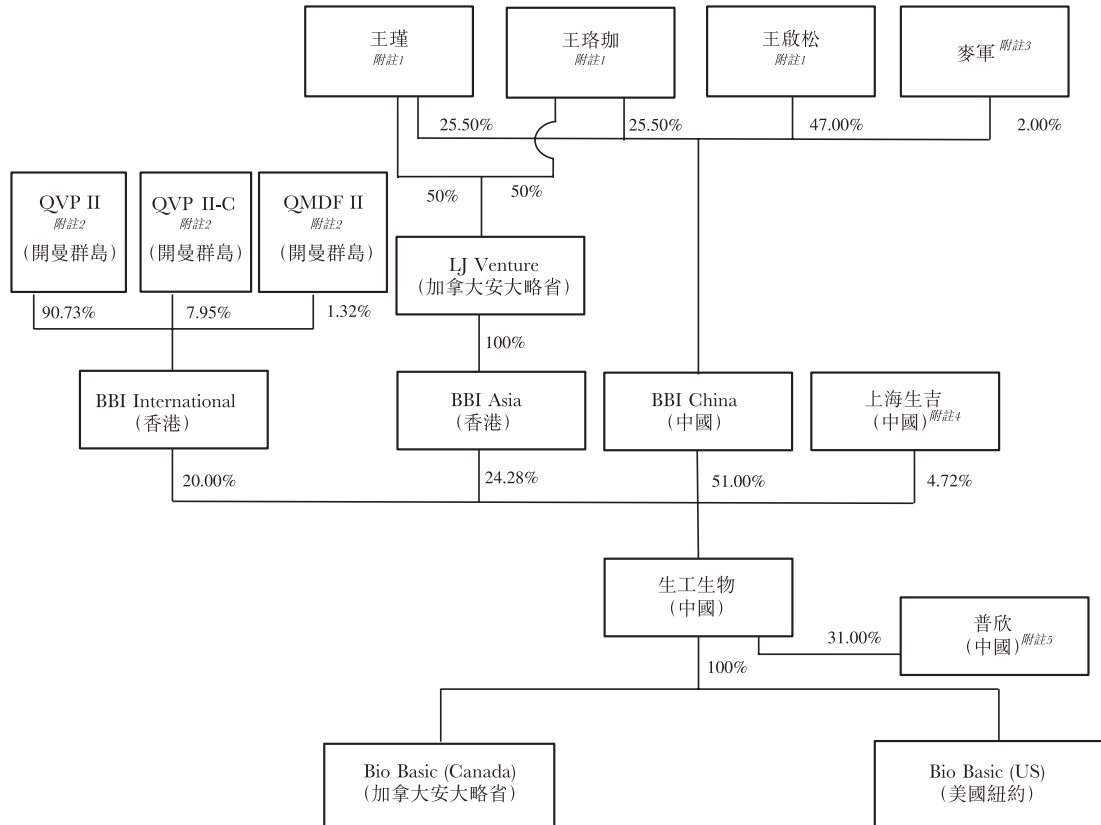 王瑾
附註1
王珞珈
附註1
王啟松
附註1
麥軍 附註3
25.50%
25.50%
47.00%
2.00%
QVP II
附註2
(開曼群島)
QVP II-C
附註2
(開曼群島)
QMDF II
附註2
(開曼群島)
50%
50%
LJ Venture
(加拿大安大略省)
90.73%
7.95%
1.32%
100%
BBI International
(香港)
BBI Asia
(香港)
BBI China
(中國)
上海生吉
(中國)附註4
20.00%
24.28%
51.00%
4.72%
生工生物
(中國)
普欣
(中國)附註5
31.00%
100%
Bio Basic (Canada)
(加拿大安大略省)
Bio Basic (US)
(美國紐約)